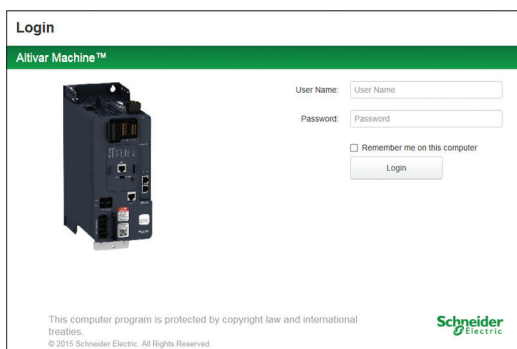 Login
Altivar Machine™
User Name:
User Name
Password:
Password
Remember me on this computer
Login
This computer program is protected by copyright law and international
treaties.
© 2015 Schneider Electric. All Rights Reserved.
Schneider
Electric